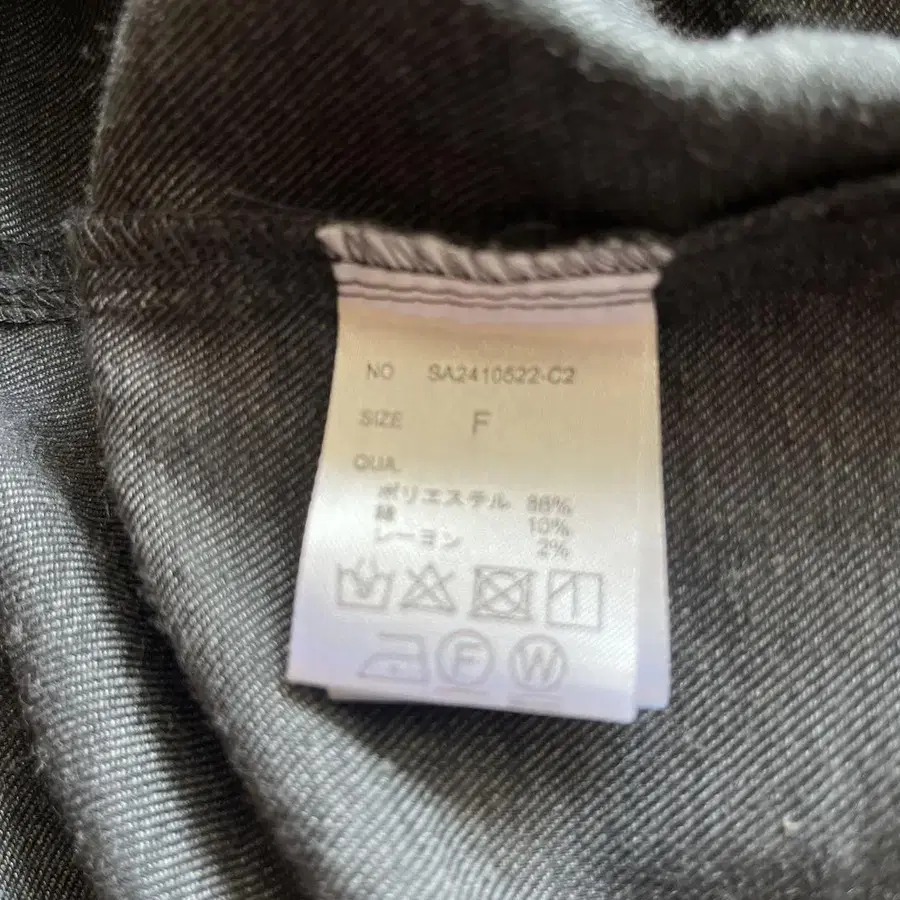 NO SA2410522-C2
SIZE F
QUA.
ポリエステル 88%
綿 10%
レーヨン 2%
F W